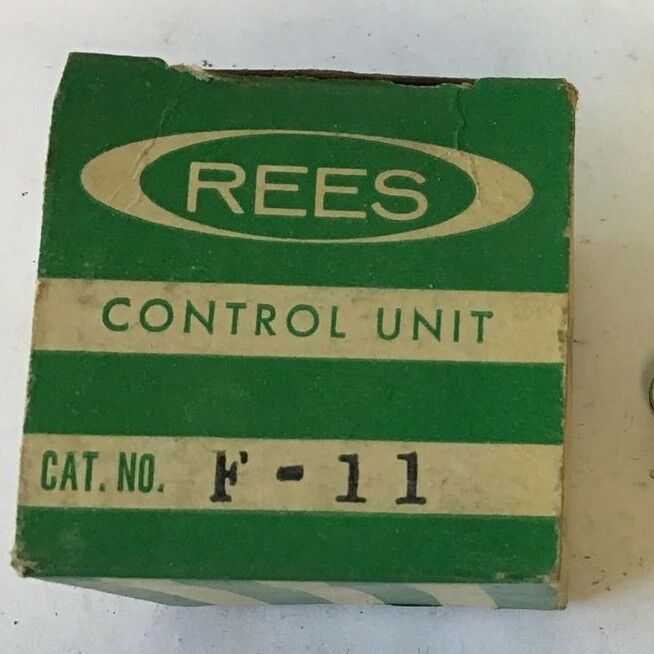 REES
CONTROL UNIT
CAT. NO. F-11